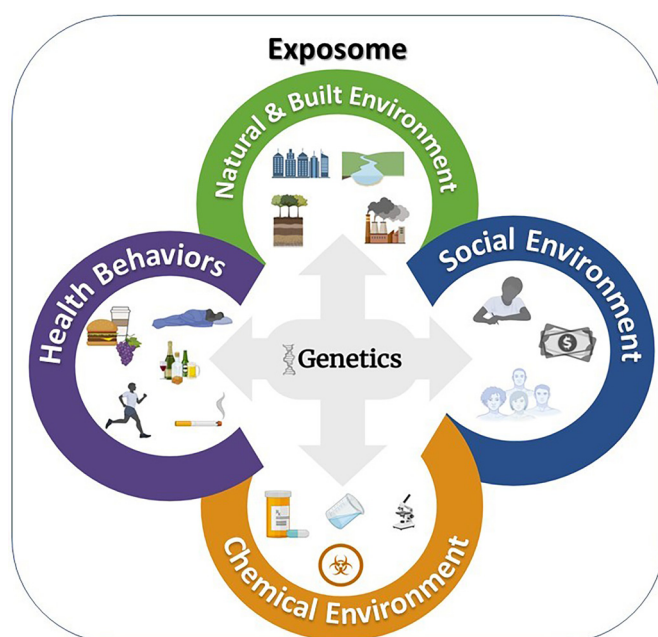 Exposome
Natural & Built Environment
Social Environment
Health Behaviors
Genetics
Chemical Environment
$